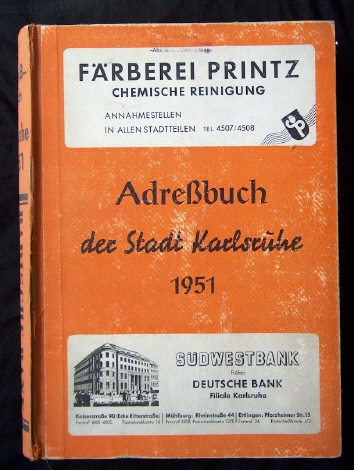 FÄRBEREI PRINTZ
CHEMISCHE REINIGUNG
ANNAHMESTELLEN
IN ALLEN STADTTEILEN TEL. 4507/4508
Adreßbuch
der Stadt Karlsruhe
1951
SÜDWESTBANK
früher
DEUTSCHE BANK
Filiale Karlsruhe
Kaiserstraße 90 (Ecke Ritterstraße) Mühlburg: Rheinstraße 44 Ettlingen: Pforzheimer Str. 15